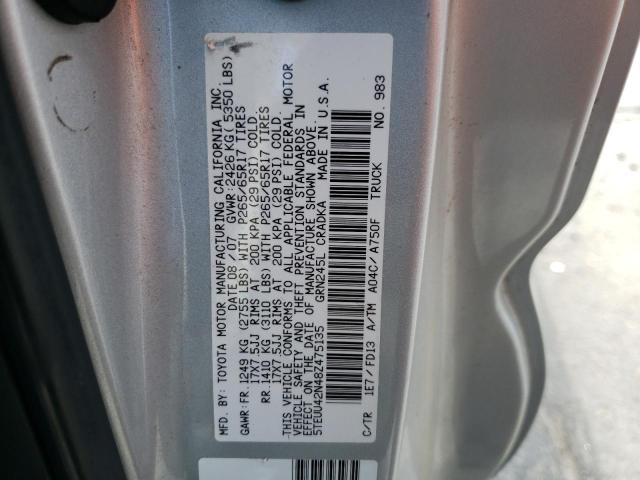 MFD. BY: TOYOTA MOTOR MANUFACTURING CALIFORNIA INC.
DATE 08/07 GVWR: 2426 KG( 5350 LBS)
GAWR: FR. 1249 KG (2755 LBS) WITH P265/65R17 TIRES
17X7.5JJ RIMS AT 200 KPA (29 PSI) COLD.
RR. 1410 KG (3110 LBS) WITH P265/65R17 TIRES
17X7.5JJ RIMS AT 200 KPA (29 PSI) COLD.
THIS VEHICLE CONFORMS TO ALL APPLICABLE FEDERAL MOTOR
VEHICLE SAFETY AND THEFT PREVENTION STANDARDS IN
EFFECT ON THE DATE OF MANUFACTURE SHOWN ABOVE.
5TEUU42N48Z475135 GRN245L CRADKA MADE IN U.S.A.
C/TR 1E7/FD13 A/TM A04C/A750F TRUCK NO. 983